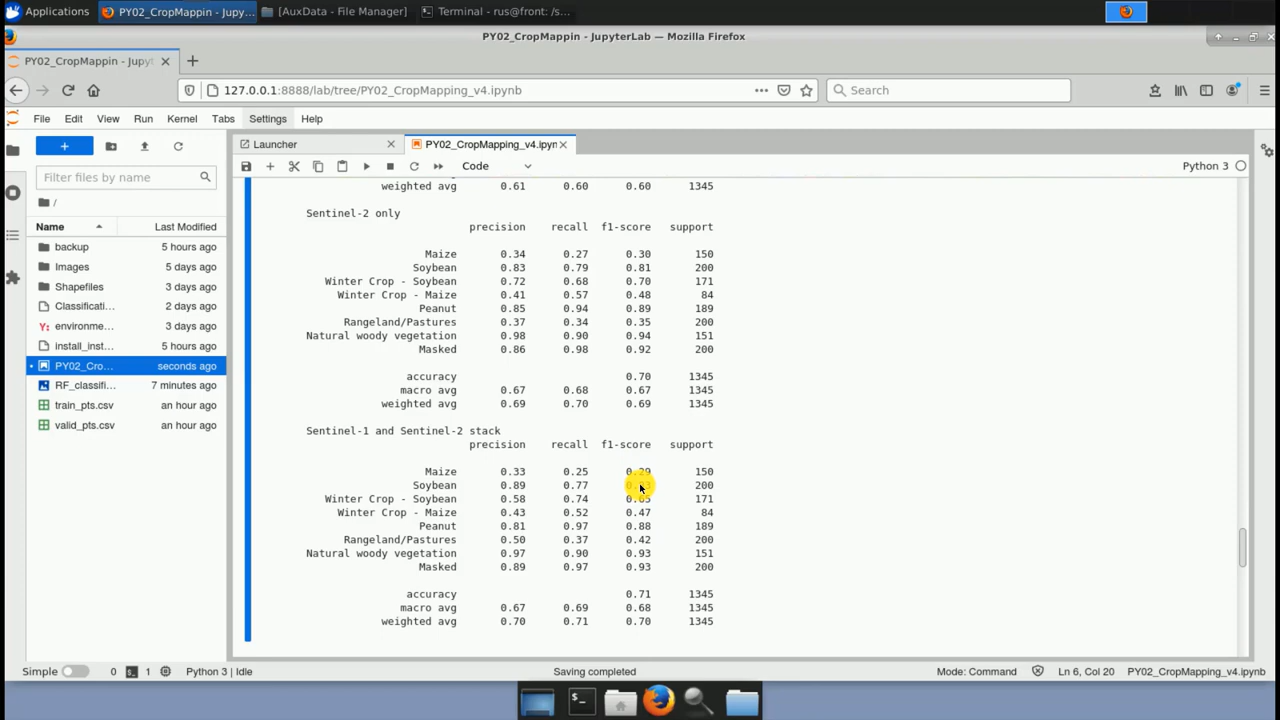 Applications
PY02_CropMappin - Jupy...
[AuxData - File Manager]
Terminal - rus@front: /s...
PY02_CropMappin - JupyterLab — Mozilla Firefox
PY02_CropMappin - Jupyt
127.0.0.1:8888/lab/tree/PY02_CropMapping_v4.ipynb
Search
File Edit View Run Kernel Tabs Settings Help
Launcher
PY02_CropMapping_v4.ipyn
Code
Python 3
Filter files by name
/
Name Last Modified
backup 5 hours ago
Images 5 days ago
Shapefiles 3 days ago
Classificati... 2 days ago
Y: environme... 3 days ago
install_inst... 5 hours ago
PY02_Cro... seconds ago
RF_classifi... 7 minutes ago
train_pts.csv an hour ago
valid_pts.csv an hour ago
weighted avg 0.61 0.60 0.60 1345
Sentinel-2 only
precision recall f1-score support
Maize 0.34 0.27 0.30 150
Soybean 0.83 0.79 0.81 200
Winter Crop - Soybean 0.72 0.68 0.70 171
Winter Crop - Maize 0.41 0.57 0.48 84
Peanut 0.85 0.94 0.89 189
Rangeland/Pastures 0.37 0.34 0.35 200
Natural woody vegetation 0.98 0.90 0.94 151
Masked 0.86 0.98 0.92 200
accuracy 0.70 1345
macro avg 0.67 0.68 0.67 1345
weighted avg 0.69 0.70 0.69 1345
Sentinel-1 and Sentinel-2 stack
precision recall f1-score support
Maize 0.33 0.25 0.29 150
Soybean 0.89 0.77 200
Winter Crop - Soybean 0.58 0.74 0.65 171
Winter Crop - Maize 0.43 0.52 0.47 84
Peanut 0.81 0.97 0.88 189
Rangeland/Pastures 0.50 0.37 0.42 200
Natural woody vegetation 0.97 0.90 0.93 151
Masked 0.89 0.97 0.93 200
accuracy 0.71 1345
macro avg 0.67 0.69 0.68 1345
weighted avg 0.70 0.71 0.70 1345
Simple 0 1 Python 3 | Idle Saving completed Mode: Command Ln 6, Col 20 PY02_CropMapping_v4.ipynb